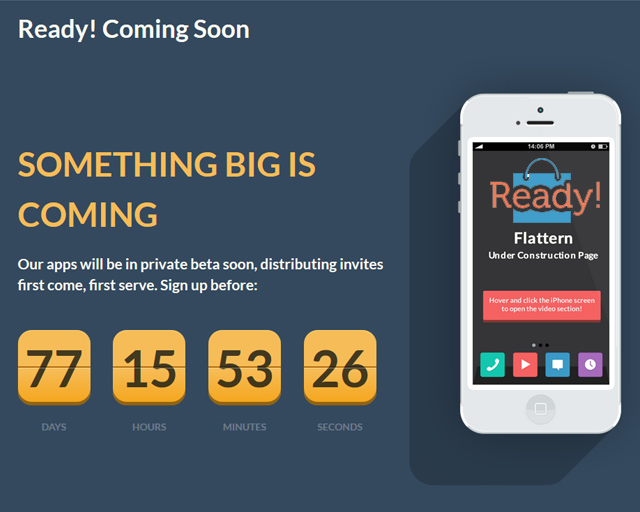 Ready! Coming Soon
SOMETHING BIG IS
COMING
Our apps will be in private beta soon, distributing invites
first come, first serve. Sign up before:
77 15 53 26
DAYS HOURS MINUTES SECONDS
14:06 PM
Ready!
Flattern
Under Construction Page
Hover and click the iPhone screen
to open the video section!